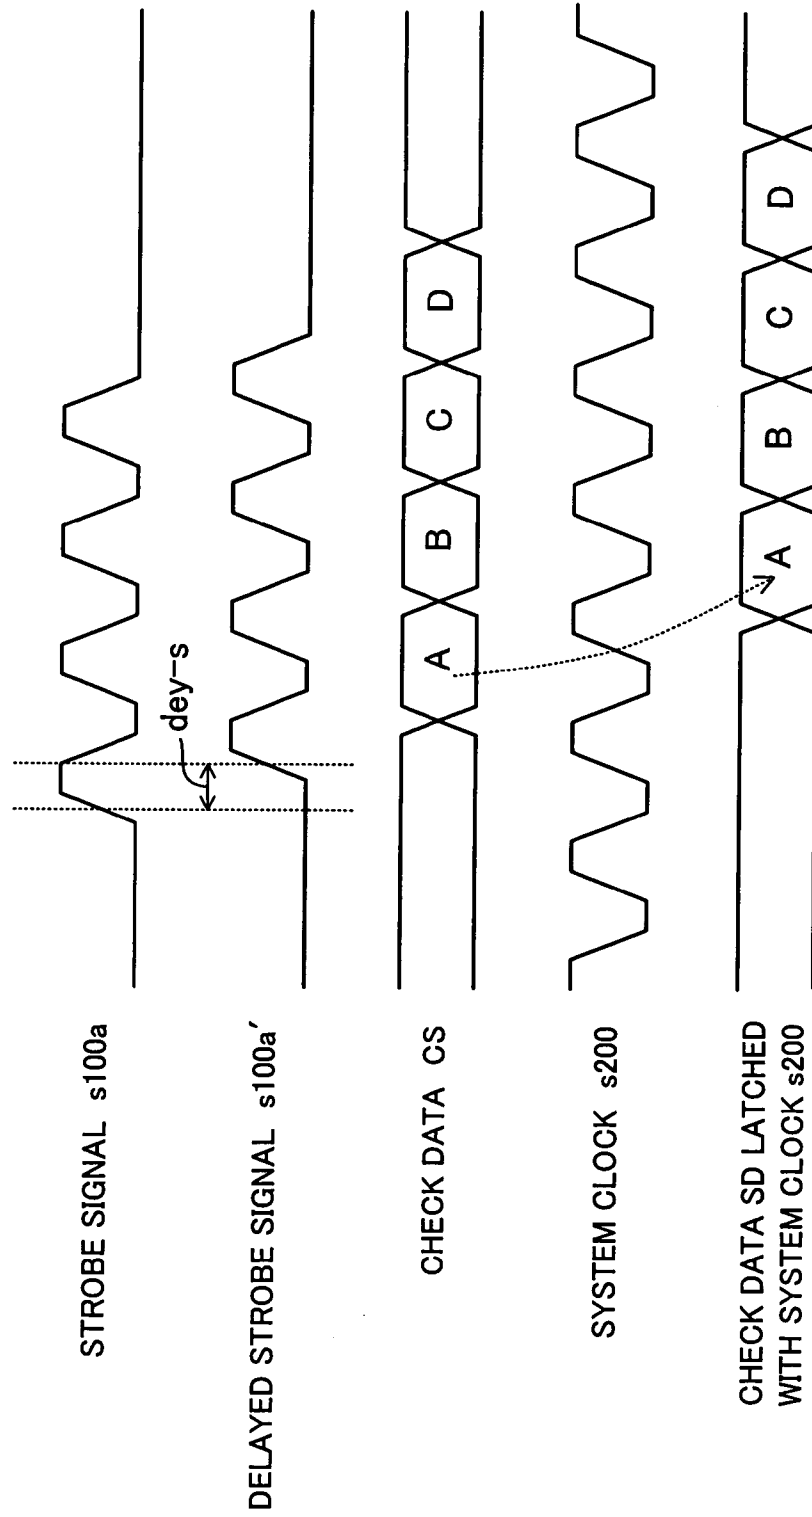 STROBE SIGNAL s100a
dey-s
DELAYED STROBE SIGNAL s100a′
CHECK DATA CS
A B C D
SYSTEM CLOCK s200
CHECK DATA SD LATCHED
WITH SYSTEM CLOCK s200
A B C D